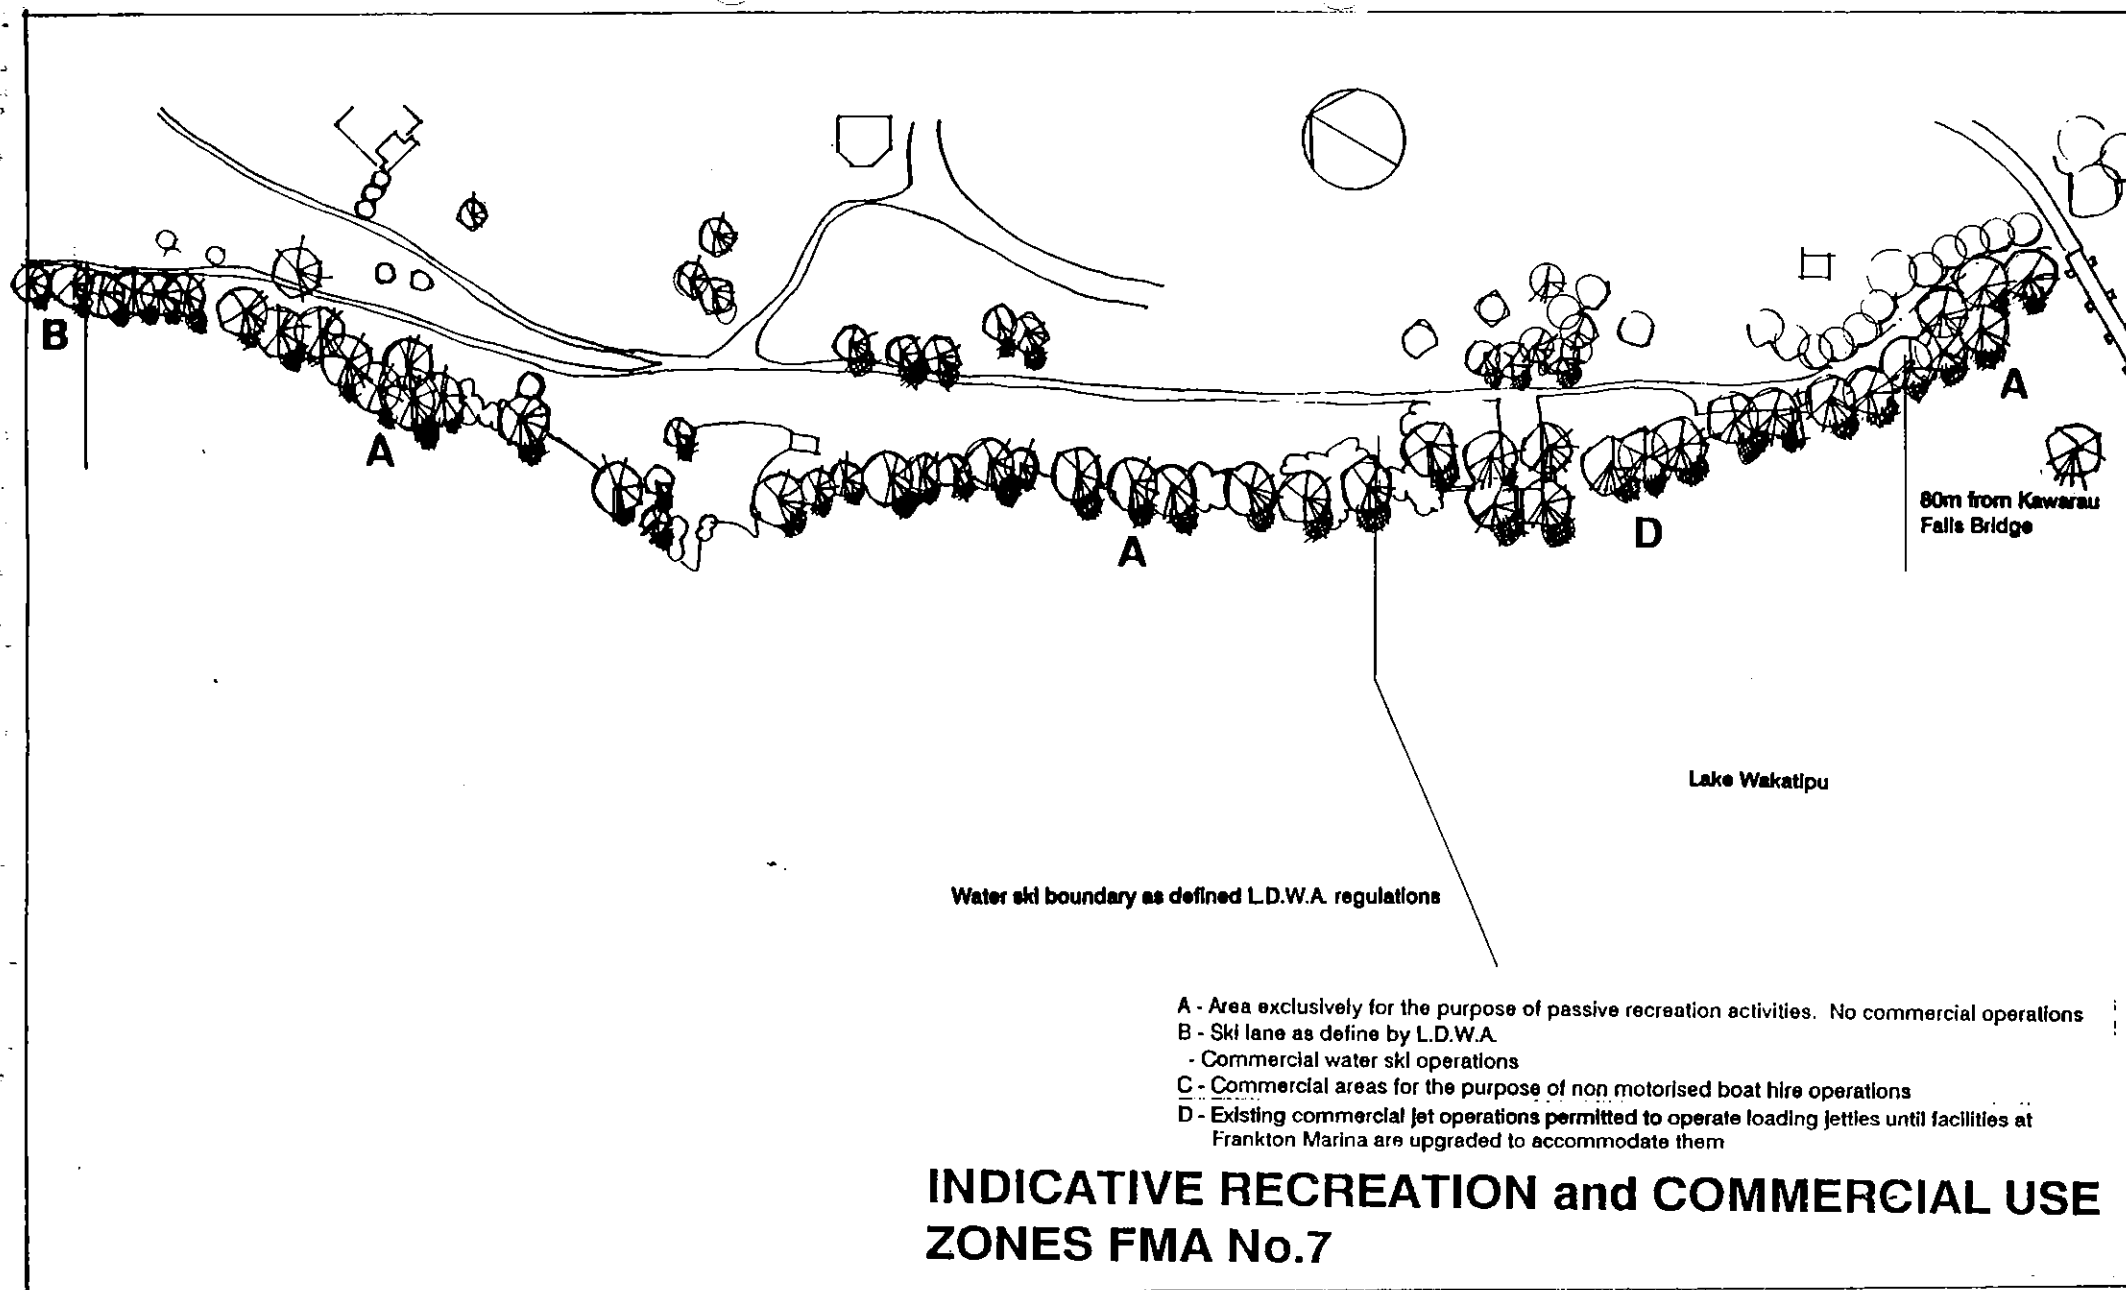 B
A
A
D
A
80m from Kawarau
Falls Bridge
Lake Wakatipu
Water ski boundary as defined L.D.W.A. regulations
A - Area exclusively for the purpose of passive recreation activities. No commercial operations
B - Ski lane as define by L.D.W.A.
- Commercial water ski operations
C - Commercial areas for the purpose of non motorised boat hire operations
D - Existing commercial jet operations permitted to operate loading jetties until facilities at
Frankton Marina are upgraded to accommodate them
INDICATIVE RECREATION and COMMERCIAL USE
ZONES FMA No.7